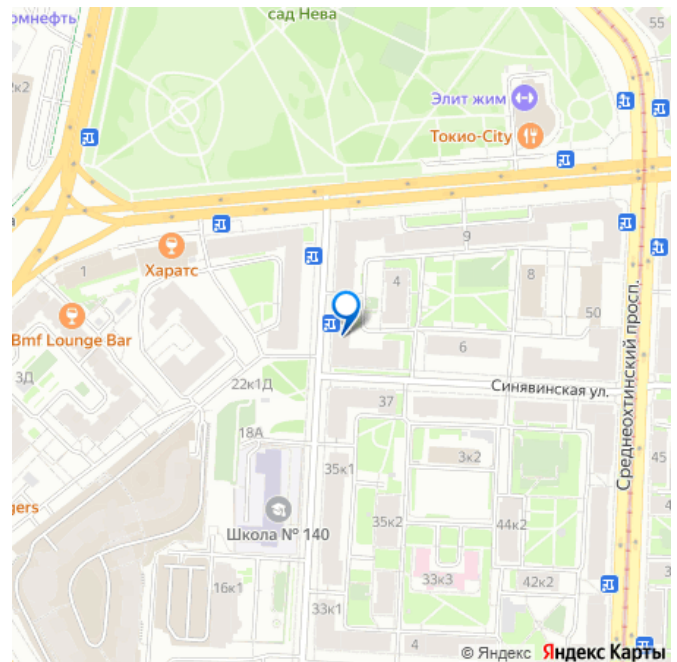 сад Нева
омнефть
55
2к2
Элит жим
Токио-City
а
9
Харатс
1
4
8
50
Bmf Lounge Bar
6
3Д
22к1Д
Синявинская ул.
37
Среднеохтинский просп.
18А
35к1
3к2
45
gers
Школа № 140
35к2
44к2
16к1
33к3
42к2
3
33к1
4
© Яндекс Яндекс Карты